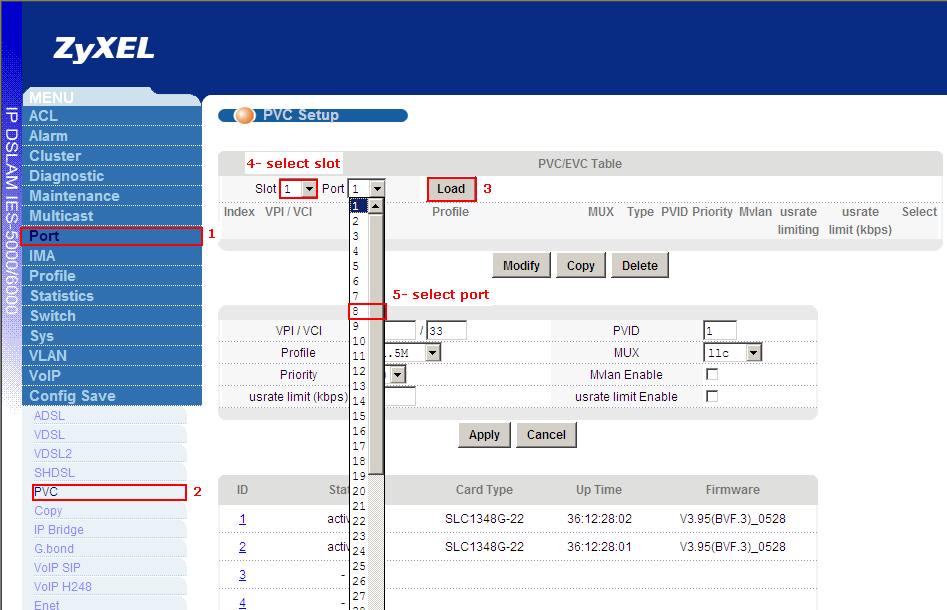 ZyXEL
IP DSLAM IES-5000/6000
MENU
ACL
Alarm
Cluster
Diagnostic
Maintenance
Multicast
Port
1
IMA
Profile
Statistics
Switch
Sys
VLAN
VoIP
Config Save
ADSL
VDSL
VDSL2
SHDSL
PVC
2
Copy
IP Bridge
G.bond
VoIP SIP
VoIP H248
Enet
PVC Setup
4- select slot
PVC/EVC Table
Slot 1 Port 1 Load 3
Index VPI / VCI Profile MUX Type PVID Priority Mvlan usrate limiting usrate limit (kbps) Select
1
2
3
4
5
6
7
8
9
10
11
12
13
14
15
16
17
18
19
20
21
22
23
24
25
26
27
Modify Copy Delete
5- select port
VPI / VCI / 33 PVID 1
Profile .5M MUX llc
Priority Mvlan Enable
usrate limit (kbps) usrate limit Enable
Apply Cancel
ID Card Type Up Time Firmware
1 SLC1348G-22 36:12:28:02 V3.95(BVF.3)_0528
2 SLC1348G-22 36:12:28:01 V3.95(BVF.3)_0528
3 -
4 -